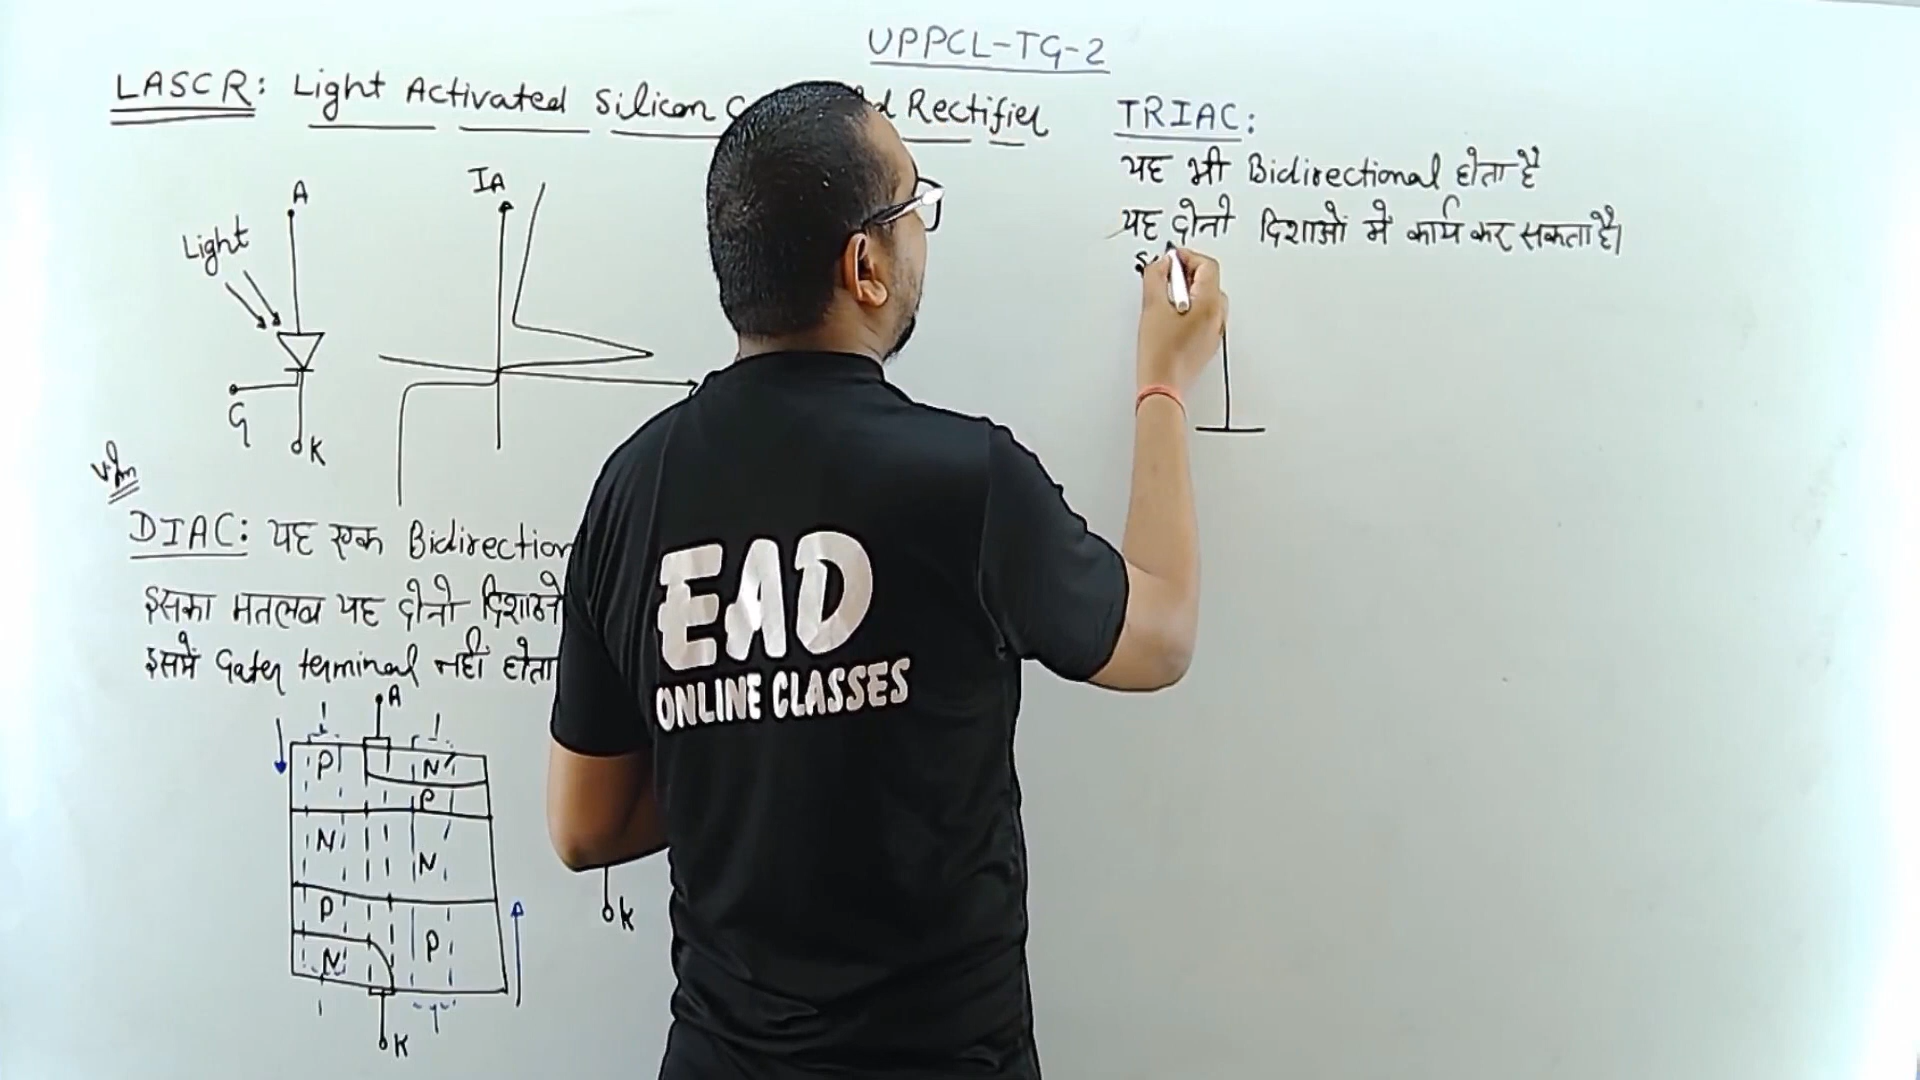 UPPCL-TG-2
LASCR: Light Activated Silicon Rectifier
A
Light
G
K
IA
DIAC: यह एक Bidirection
इसका मतलब यह दोनो
इसमें Gater terminal नहीं होता
A
P
N
P
N
N
P
P
N
K
K
TRIAC:
यह भी Bidirectional होता है
यह दोनो दिशाओं में कार्य कर सकता है।
EAD
ONLINE CLASSES